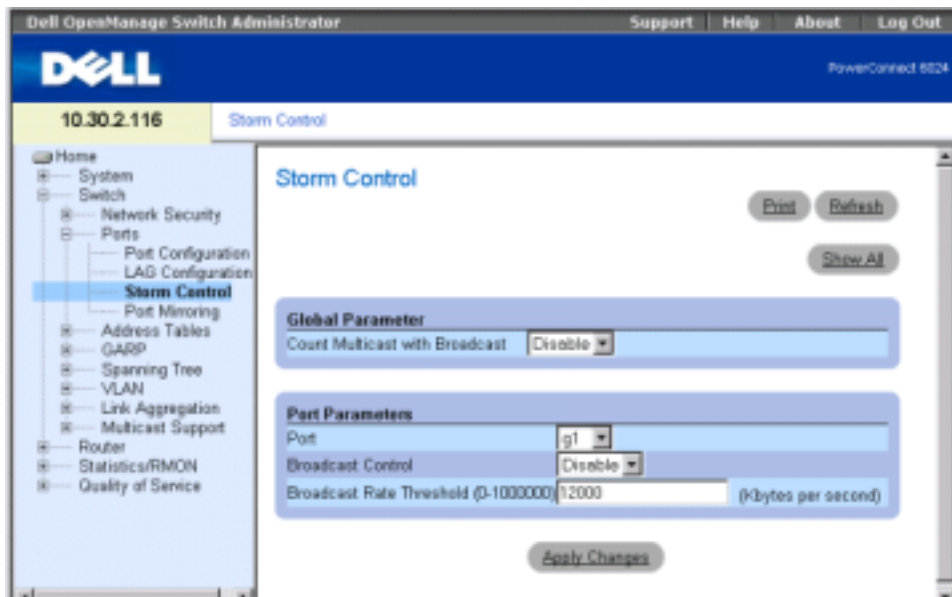 Dell OpenManage Switch Administrator
Support | Help | About | Log Out
DELL
PowerConnect 6024
10.30.2.116
Storm Control
Home
System
Switch
Network Security
Ports
Port Configuration
LAG Configuration
Storm Control
Port Mirroring
Address Tables
GARP
Spanning Tree
VLAN
Link Aggregation
Multicast Support
Router
Statistics/RMON
Quality of Service
Storm Control
Print
Refresh
Show All
Global Parameter
Count Multicast with Broadcast Disable
Port Parameters
Port g1
Broadcast Control Disable
Broadcast Rate Threshold (0-1000000) 12000 (Kbytes per second)
Apply Changes